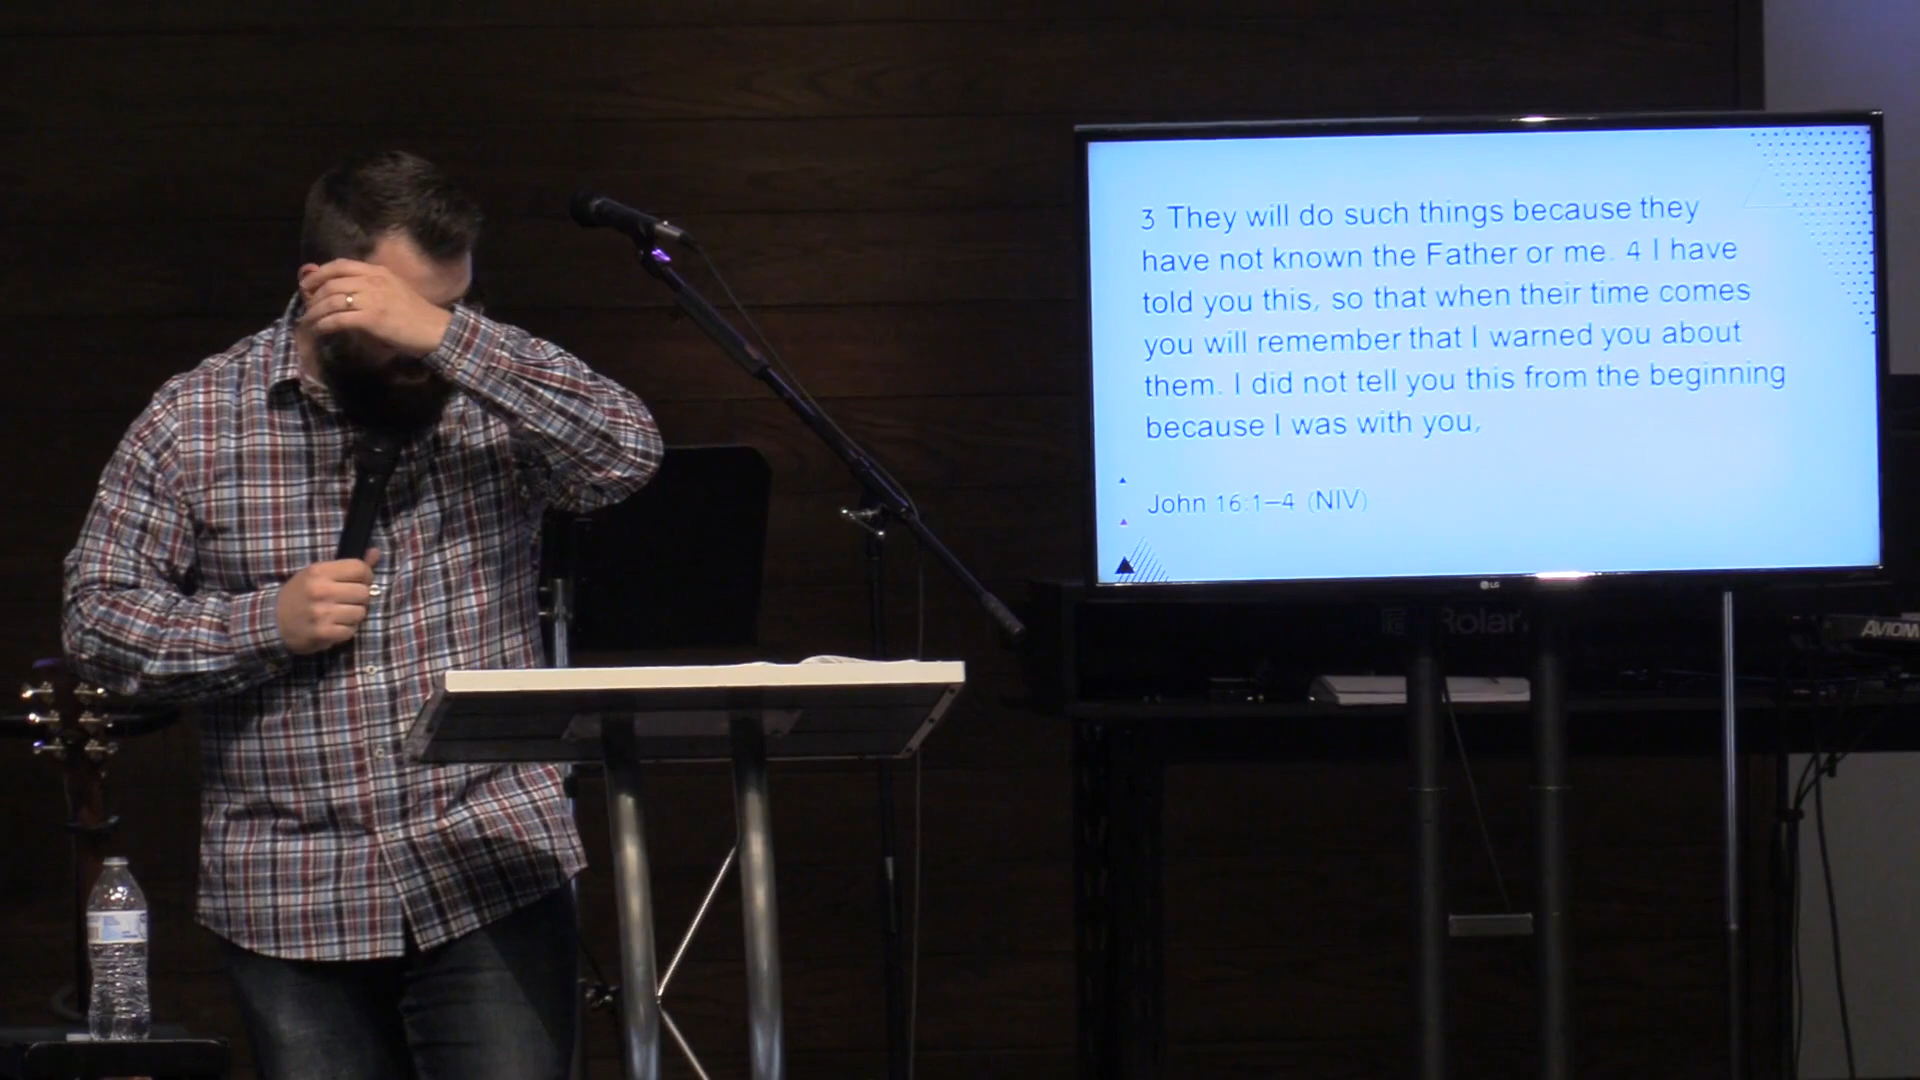 3 They will do such things because they
have not known the Father or me. 4 I have
told you this, so that when their time comes
you will remember that I warned you about
them. I did not tell you this from the beginning
because I was with you,
John 16:1–4 (NIV)
LG
Roland
AVIOM